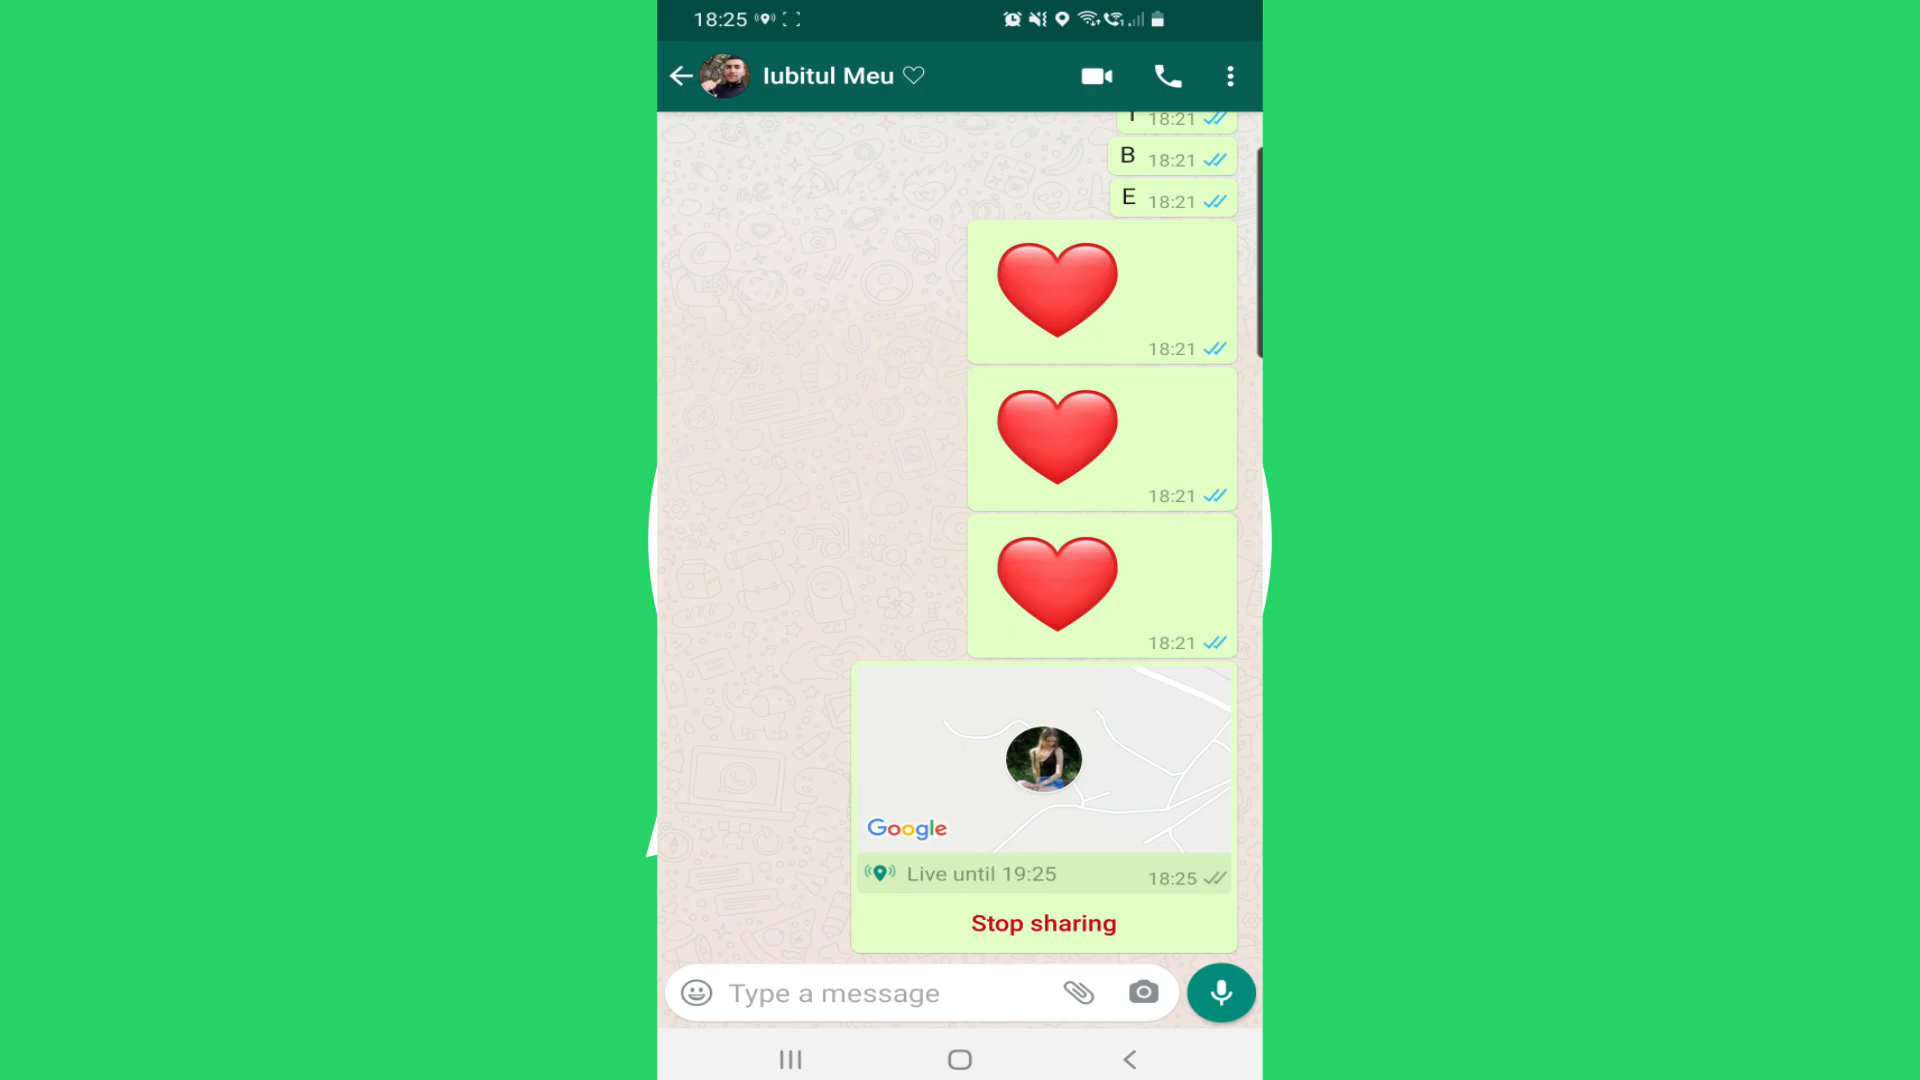 18:25
Iubitul Meu ♡
18:21
B 18:21
E 18:21
18:21
18:21
18:21
Google
Live until 19:25 18:25
Stop sharing
Type a message